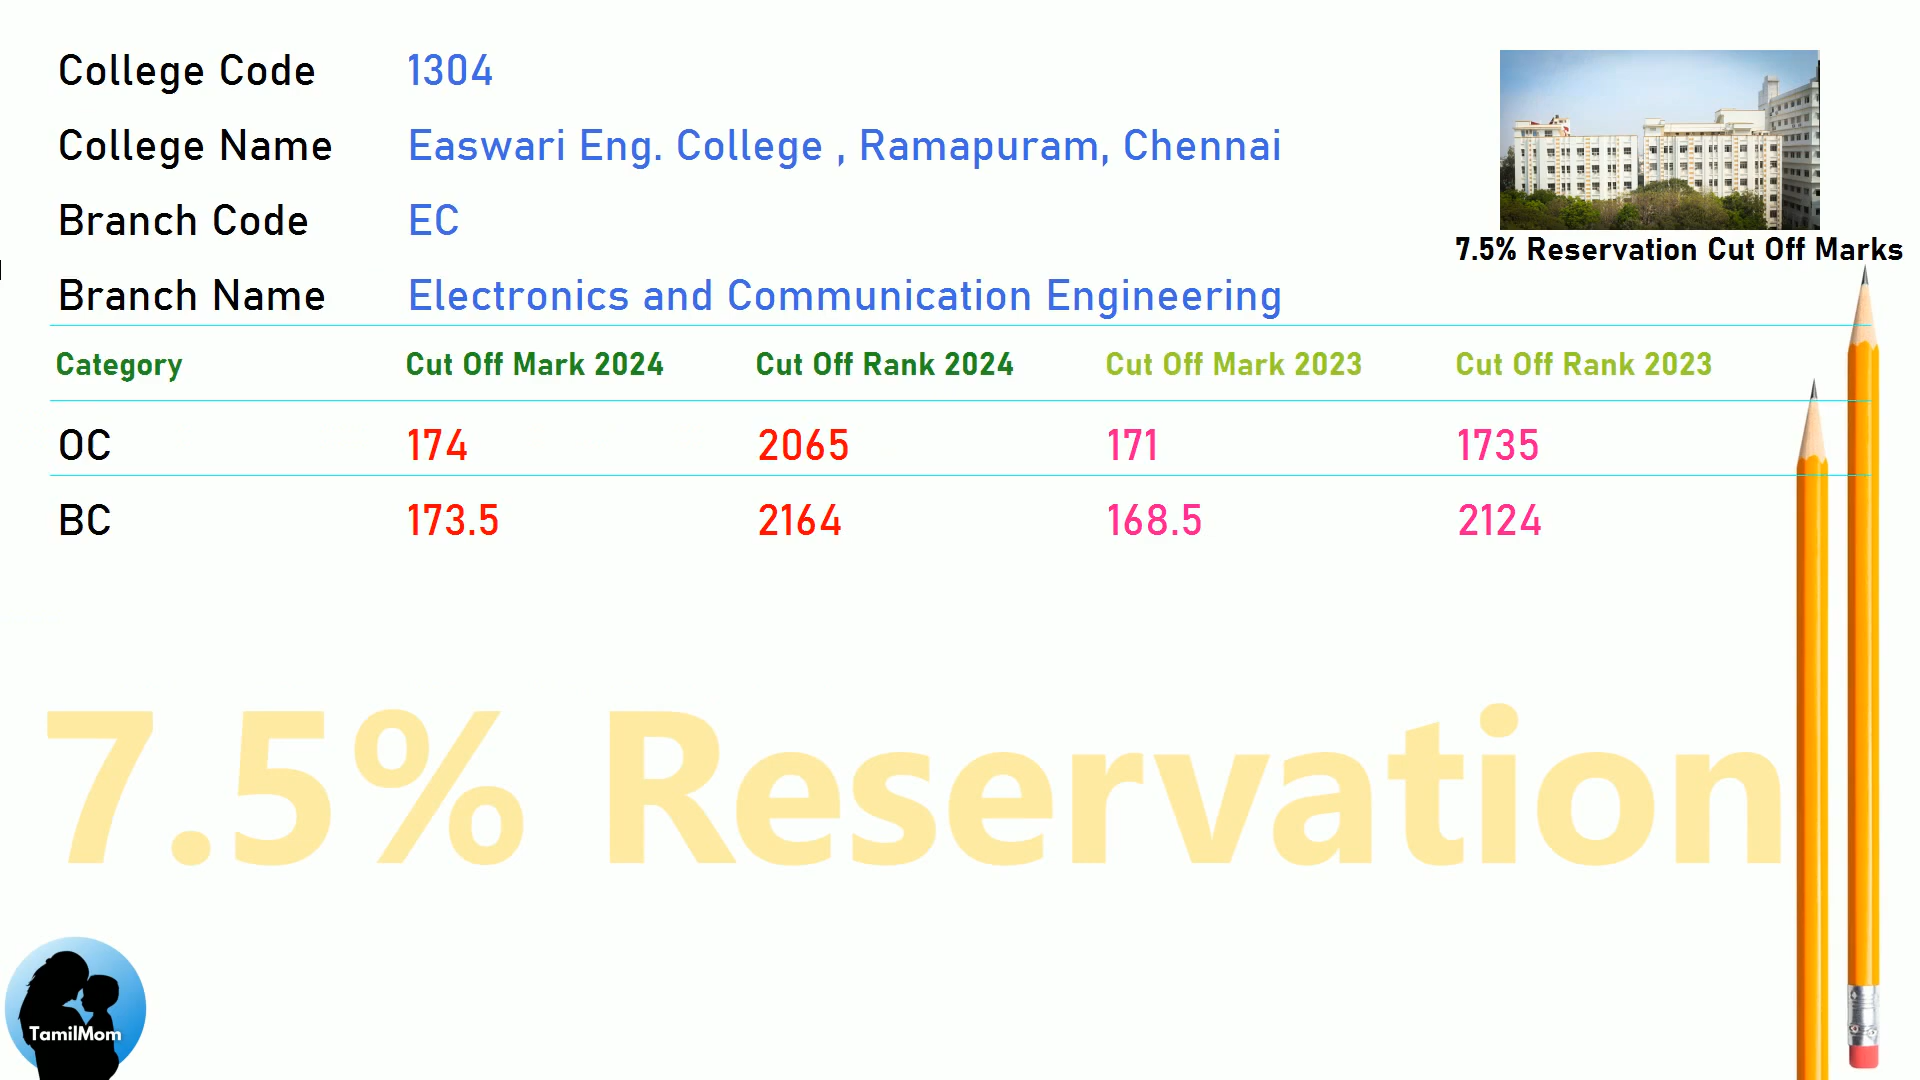 College Code 1304
College Name Easwari Eng. College , Ramapuram, Chennai
Branch Code EC
7.5% Reservation Cut Off Marks
Branch Name Electronics and Communication Engineering
Category Cut Off Mark 2024 Cut Off Rank 2024 Cut Off Mark 2023 Cut Off Rank 2023
OC 174 2065 171 1735
BC 173.5 2164 168.5 2124
7.5% Reservation
TamilMom